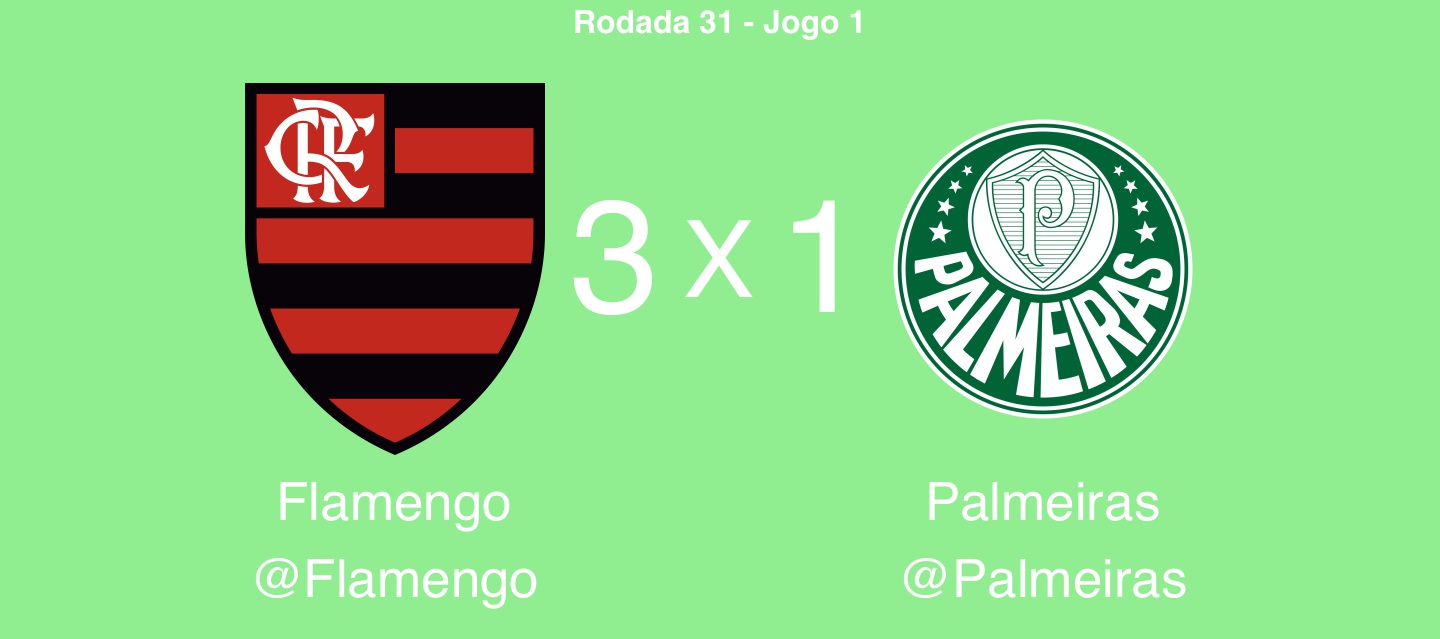 Rodada 31 - Jogo 1
CRF
3 X 1
P
PALMEIRAS
Flamengo
Palmeiras
@Flamengo
@Palmeiras